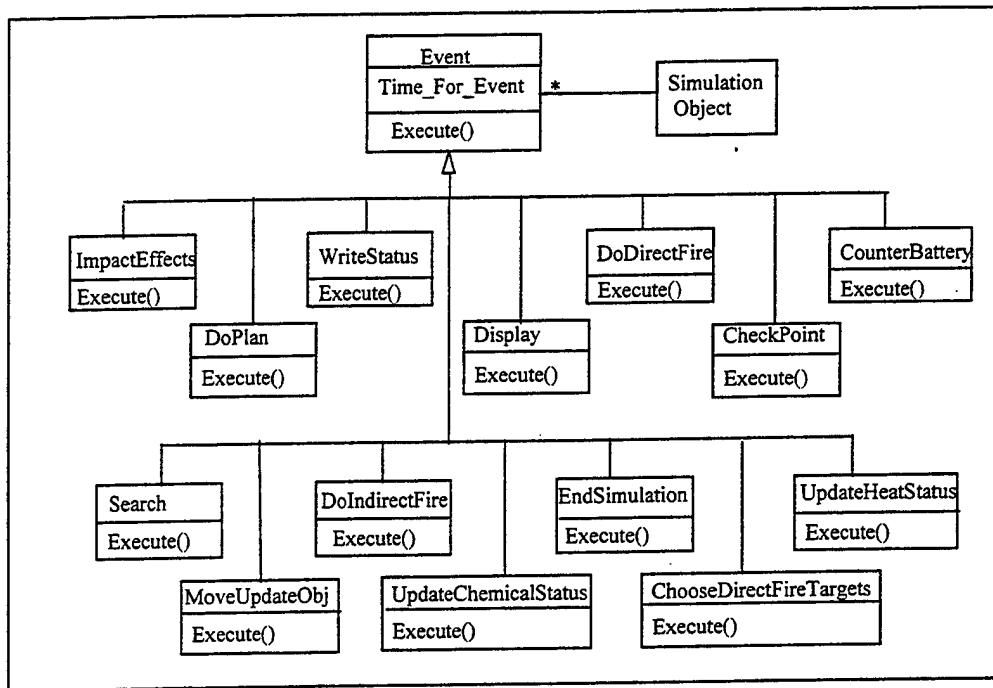 Event
Time_For_Event
Execute()
*
Simulation
Object
ImpactEffects
Execute()
WriteStatus
Execute()
DoDirectFire
Execute()
CounterBattery
Execute()
DoPlan
Execute()
Display
Execute()
CheckPoint
Execute()
Search
Execute()
DoIndirectFire
Execute()
EndSimulation
Execute()
UpdateHeatStatus
Execute()
MoveUpdateObj
Execute()
UpdateChemicalStatus
Execute()
ChooseDirectFireTargets
Execute()